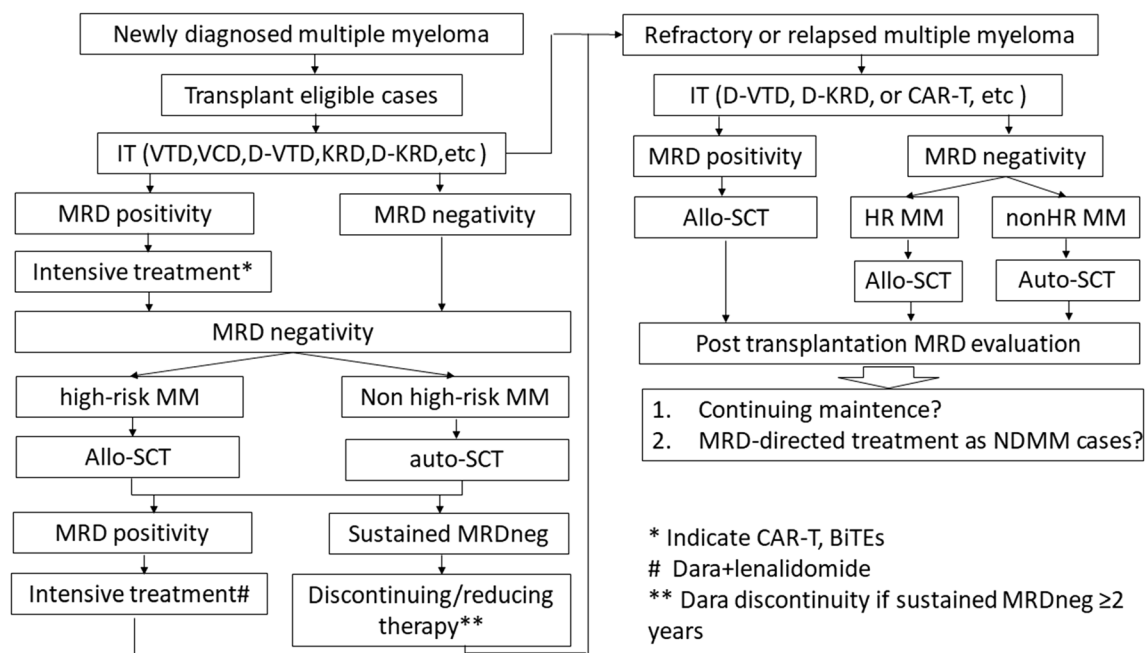 Newly diagnosed multiple myeloma
Transplant eligible cases
IT (VTD,VCD,D-VTD,KRD,D-KRD,etc )
MRD positivity
MRD negativity
Intensive treatment*
MRD negativity
high-risk MM
Non high-risk MM
Allo-SCT
auto-SCT
MRD positivity
Sustained MRDneg
Intensive treatment#
Discontinuing/reducing
therapy**
Refractory or relapsed multiple myeloma
IT (D-VTD, D-KRD, or CAR-T, etc )
MRD positivity
MRD negativity
Allo-SCT
HR MM
nonHR MM
Allo-SCT
Auto-SCT
Post transplantation MRD evaluation
1. Continuing maintence?
2. MRD-directed treatment as NDMM cases?
* Indicate CAR-T, BiTEs
# Dara+lenalidomide
** Dara discontinuity if sustained MRDneg ≥2
years